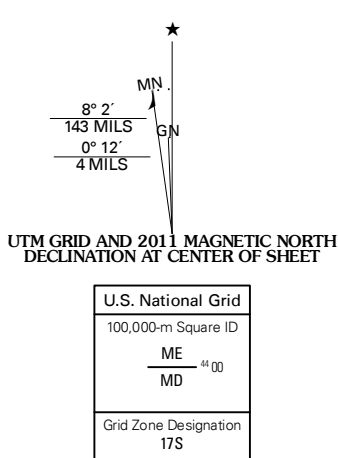 ★
MN
8° 2´
143 MILS
GN
0° 12´
4 MILS
UTM GRID AND 2011 MAGNETIC NORTH
DECLINATION AT CENTER OF SHEET
U.S. National Grid
100,000-m Square ID
ME
44 00
MD
Grid Zone Designation
17S